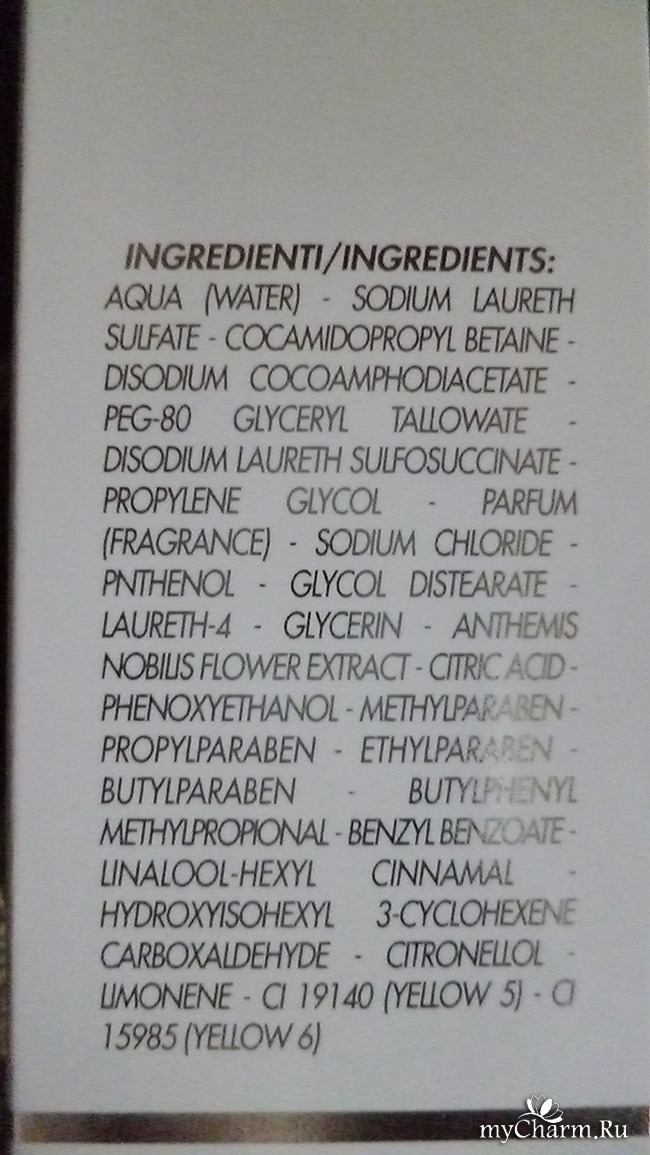 INGREDIENTI/INGREDIENTS:
AQUA (WATER) - SODIUM LAURETH
SULFATE - COCAMIDOPROPYL BETAINE -
DISODIUM COCOAMPHODIACETATE -
PEG-80 GLYCERYL TALLOWATE -
DISODIUM LAURETH SULFOSUCCINATE -
PROPYLENE GLYCOL - PARFUM
(FRAGRANCE) - SODIUM CHLORIDE -
PNTHENOL - GLYCOL DISTEARATE -
LAURETH-4 - GLYCERIN - ANTHEMIS
NOBILIS FLOWER EXTRACT - CITRIC ACID -
PHENOXYETHANOL - METHYLPARABEN -
PROPYLPARABEN - ETHYLPARABEN -
BUTYLPARABEN - BUTYLPHENYL
METHYLPROPIONAL - BENZYL BENZOATE -
LINALOOL-HEXYL CINNAMAL -
HYDROXYISOHEXYL 3-CYCLOHEXENE
CARBOXALDEHYDE - CITRONELLOL -
LIMONENE - CI 19140 (YELLOW 5) - CI
15985 (YELLOW 6)
myCharm.Ru